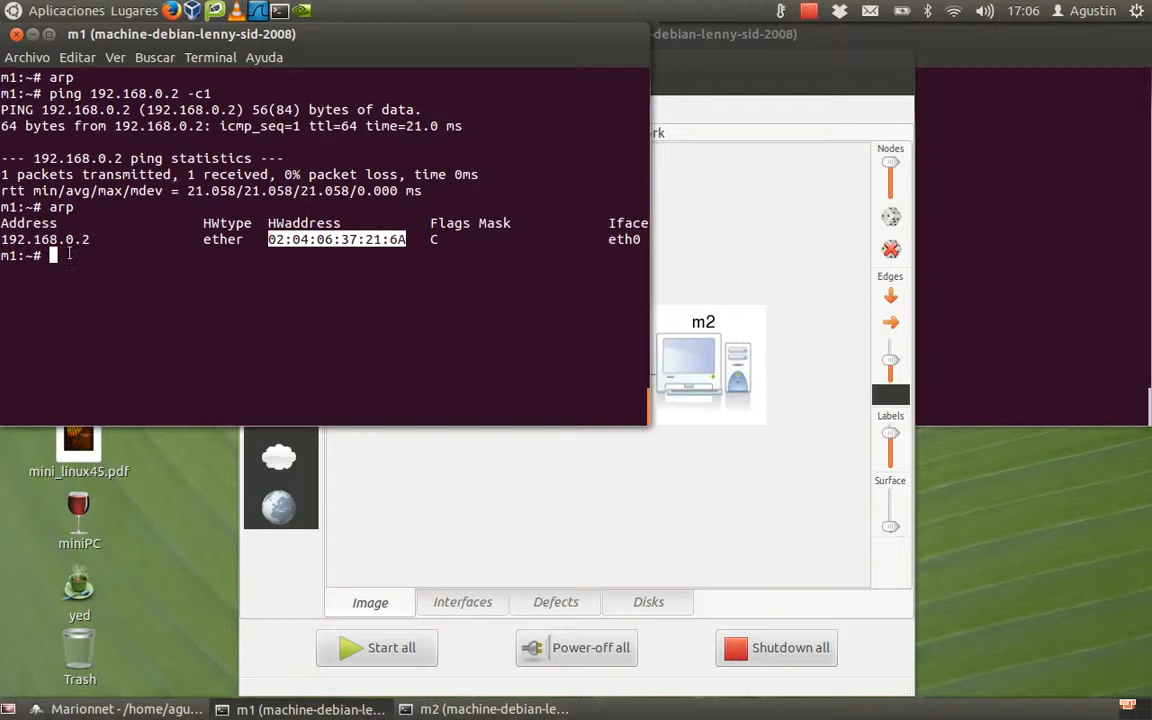 Aplicaciones Lugares
17:06 Agustin
m1 (machine-debian-lenny-sid-2008)
-debian-lenny-sid-2008)
Archivo Editar Ver Buscar Terminal Ayuda
m1:~# arp
m1:~# ping 192.168.0.2 -c1
PING 192.168.0.2 (192.168.0.2) 56(84) bytes of data.
64 bytes from 192.168.0.2: icmp_seq=1 ttl=64 time=21.0 ms
--- 192.168.0.2 ping statistics ---
1 packets transmitted, 1 received, 0% packet loss, time 0ms
rtt min/avg/max/mdev = 21.058/21.058/21.058/0.000 ms
m1:~# arp
Address HWtype HWaddress Flags Mask Iface
192.168.0.2 ether 02:04:06:37:21:6A C eth0
m1:~#
rk
Nodes
Edges
Labels
Surface
m2
mini_linux45.pdf
miniPC
yed
Trash
Image Interfaces Defects Disks
Start all Power-off all Shutdown all
Marionnet - /home/agu... m1 (machine-debian-le... m2 (machine-debian-le...